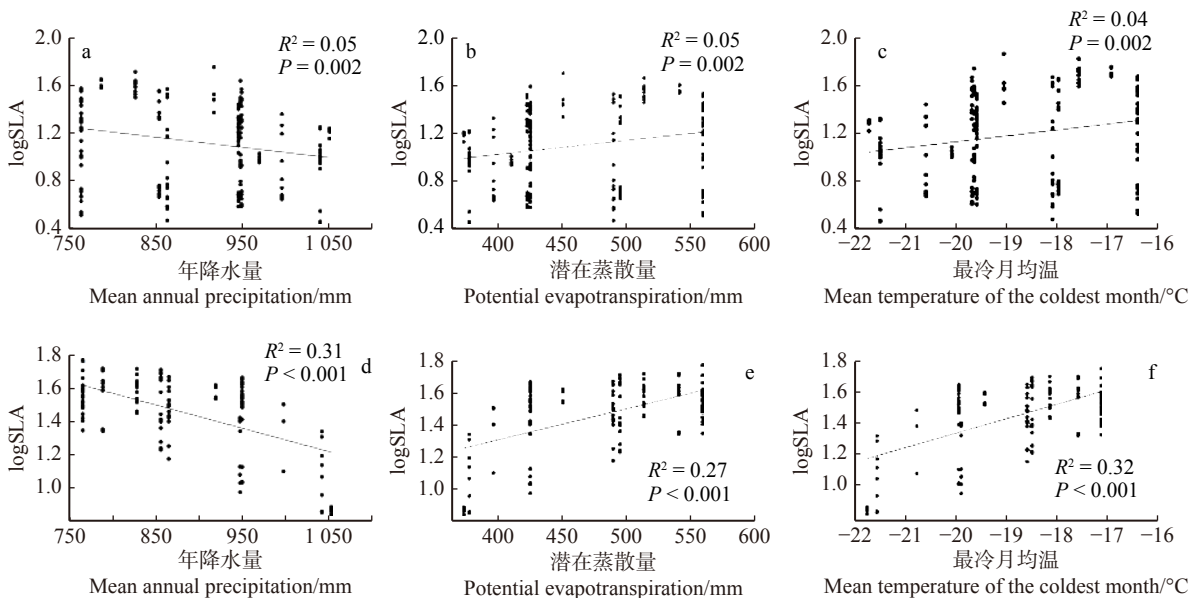 a
R² = 0.05
P = 0.002
logSLA
2.0
1.6
1.2
0.8
0.4
750
850
950
1 050
年降水量
Mean annual precipitation/mm
b
R² = 0.05
P = 0.002
logSLA
2.0
1.6
1.2
0.8
0.4
400
450
500
550
600
潜在蒸散量
Potential evapotranspiration/mm
c
R² = 0.04
P = 0.002
logSLA
2.0
1.6
1.2
0.8
0.4
−22
−21
−20
−19
−18
−17
−16
最冷月均温
Mean temperature of the coldest month/°C
d
R² = 0.31
P < 0.001
logSLA
1.8
1.6
1.4
1.2
1.0
750
850
950
1 050
年降水量
Mean annual precipitation/mm
e
R² = 0.27
P < 0.001
logSLA
1.8
1.6
1.4
1.2
1.0
400
450
500
550
600
潜在蒸散量
Potential evapotranspiration/mm
f
R² = 0.32
P < 0.001
logSLA
1.8
1.6
1.4
1.2
1.0
−22
−21
−20
−19
−18
−17
−16
最冷月均温
Mean temperature of the coldest month/°C